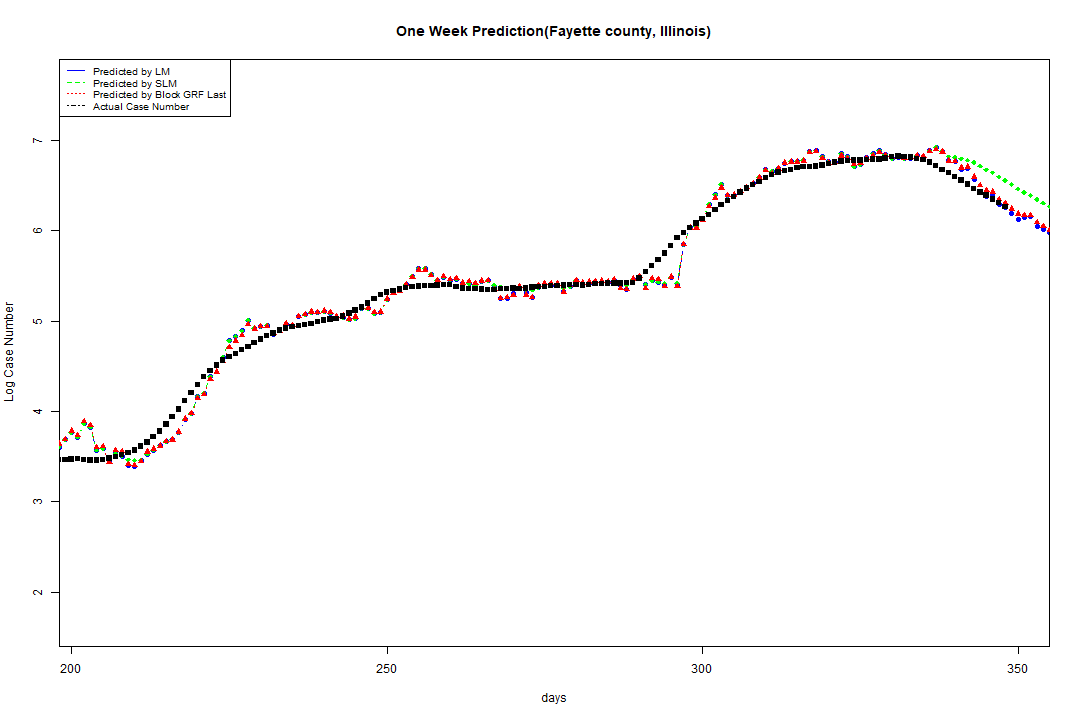 One Week Prediction(Fayette county, Illinois)
Predicted by LM
Predicted by SLM
Predicted by Block GRF Last
Actual Case Number
7
6
5
4
3
2
Log Case Number
200 250 300 350
days